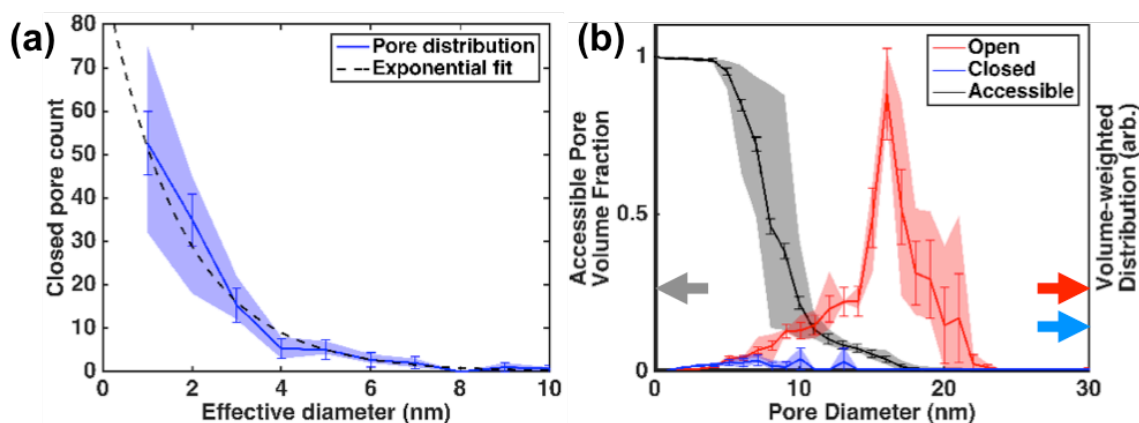 (a)
80
70
60
50
40
30
20
10
0
Closed pore count
Pore distribution
Exponential fit
0 2 4 6 8 10
Effective diameter (nm)
(b)
1
0.5
0
Accessible Pore
Volume Fraction
Open
Closed
Accessible
Volume-weighted
Distribution (arb.)
0 10 20 30
Pore Diameter (nm)